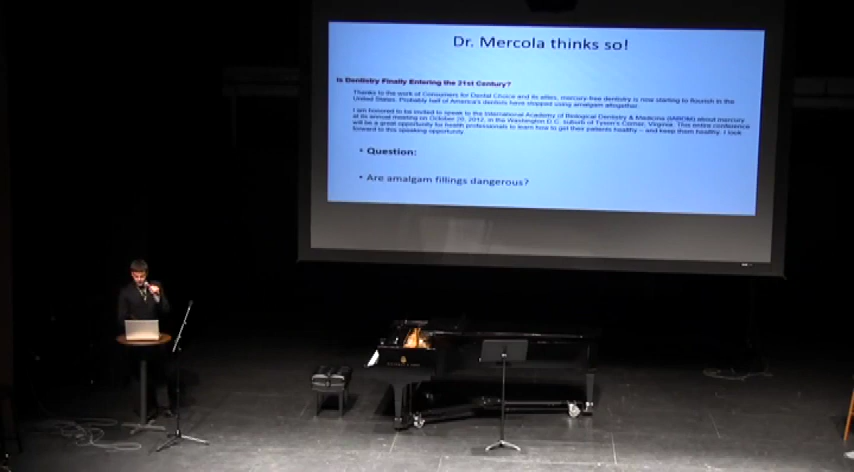 Dr. Mercola thinks so!
Is Dentistry Finally Entering the 21st Century?
Thanks to the work of Consumers for Dental Choice and its allies, mercury-free dentistry is now starting to flourish in the
United States. Probably half of America's dentists have stopped using amalgam altogether.
I am honored to be invited to speak to the International Academy of Biological Dentistry & Medicine (IABDM) about mercury
at its annual meeting on October 20, 2012, in the Washington D.C. suburb of Tyson's Corner, Virginia. This entire conference
will be a great opportunity for health professionals to learn how to get their patients healthy – and keep them healthy. I look
forward to this speaking opportunity.
• Question:
• Are amalgam fillings dangerous?